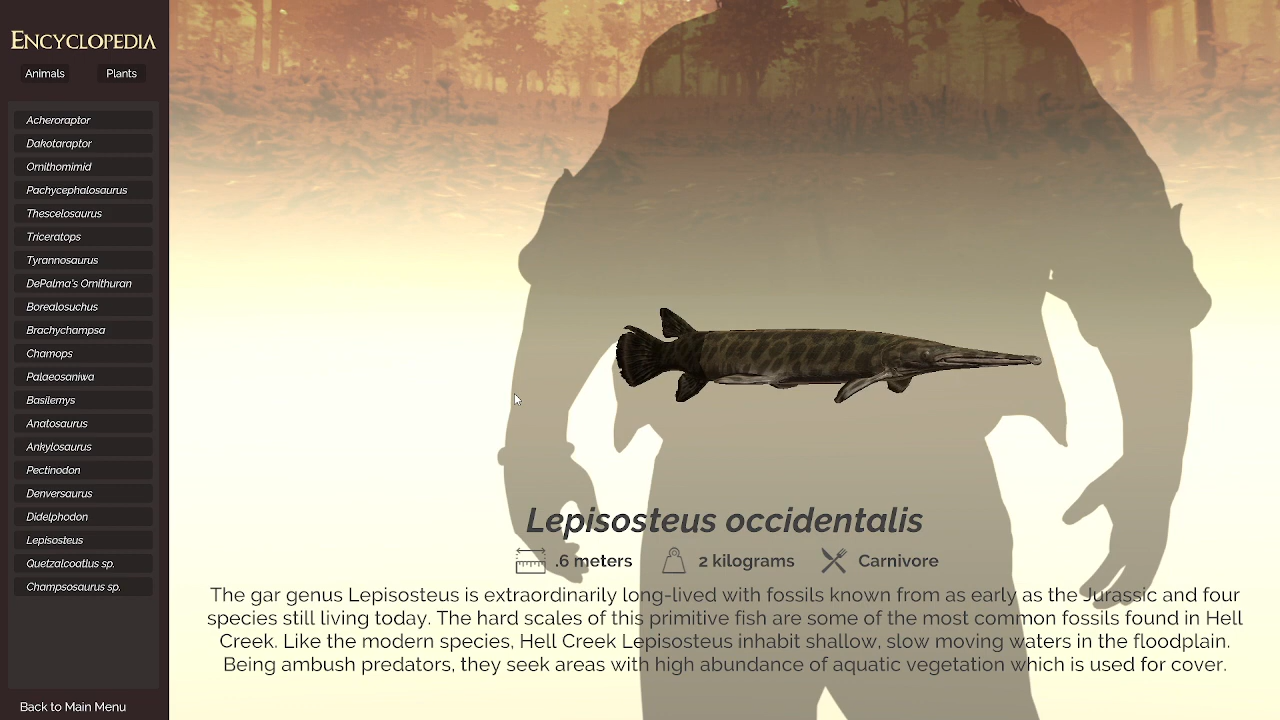 ENCYCLOPEDIA
Animals Plants
Acheroraptor
Dakotaraptor
Ornithomimid
Pachycephalosaurus
Thescelosaurus
Triceratops
Tyrannosaurus
DePalma's Ornithuran
Borealosuchus
Brachychampsa
Chamops
Palaeosaniwa
Basilemys
Anatosaurus
Ankylosaurus
Pectinodon
Denversaurus
Didelphodon
Lepisosteus
Quetzalcoatlus sp.
Champsosaurus sp.
Back to Main Menu
Lepisosteus occidentalis
.6 meters 2 kilograms Carnivore
The gar genus Lepisosteus is extraordinarily long-lived with fossils known from as early as the Jurassic and four
species still living today. The hard scales of this primitive fish are some of the most common fossils found in Hell
Creek. Like the modern species, Hell Creek Lepisosteus inhabit shallow, slow moving waters in the floodplain.
Being ambush predators, they seek areas with high abundance of aquatic vegetation which is used for cover.